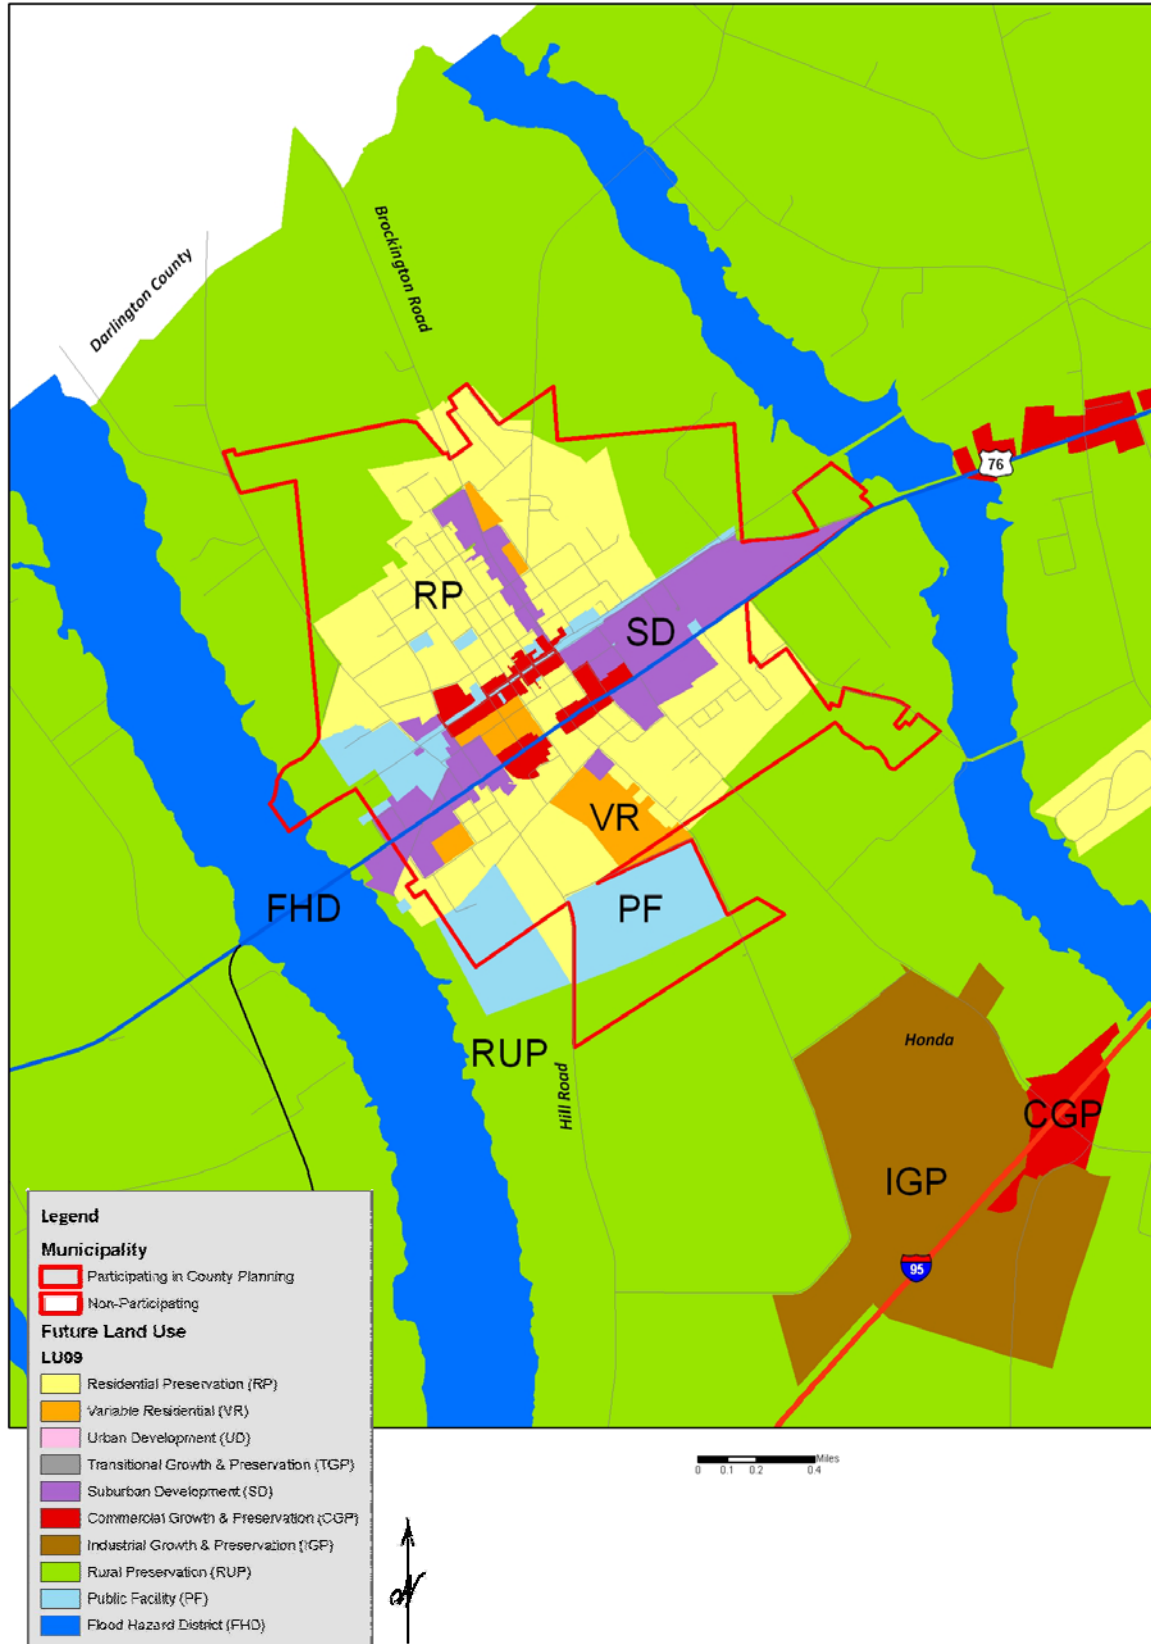 Darlington County
Brockington Road
76
RP
SD
VR
PF
FHD
RUP
Hill Road
Honda
CGP
IGP
95
Legend
Municipality
Participating in County Planning
Non-Participating
Future Land Use
LU09
Residential Preservation (RP)
Variable Residential (VR)
Urban Development (UD)
Transitional Growth & Preservation (TGP)
Suburban Development (SD)
Commercial Growth & Preservation (CGP)
Industrial Growth & Preservation (IGP)
Rural Preservation (RUP)
Public Facility (PF)
Flood Hazard District (FHD)
Miles
0 0.1 0.2 0.4
N